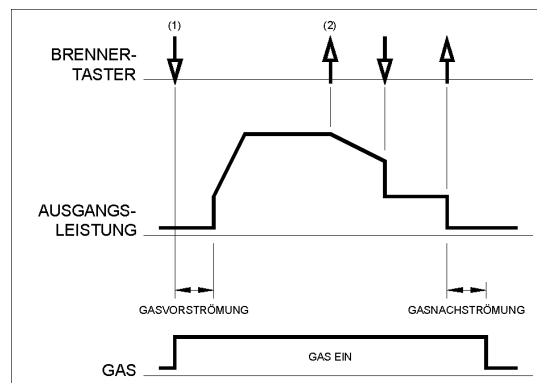 (1)
(2)
BRENNER-
TASTER
AUSGANGS-
LEISTUNG
GASVORSTRÖMUNG
GASNACHSTRÖMUNG
GAS EIN
GAS